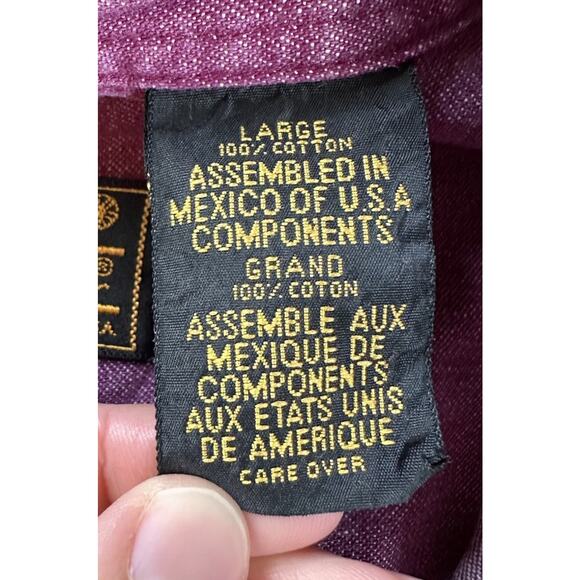 LARGE
100% COTTON
ASSEMBLED IN
MEXICO OF U.S.A
COMPONENTS
GRAND
100% COTON
ASSEMBLE AUX
MEXIQUE DE
COMPONENTS
AUX ETATS UNIS
DE AMERIQUE
CARE OVER